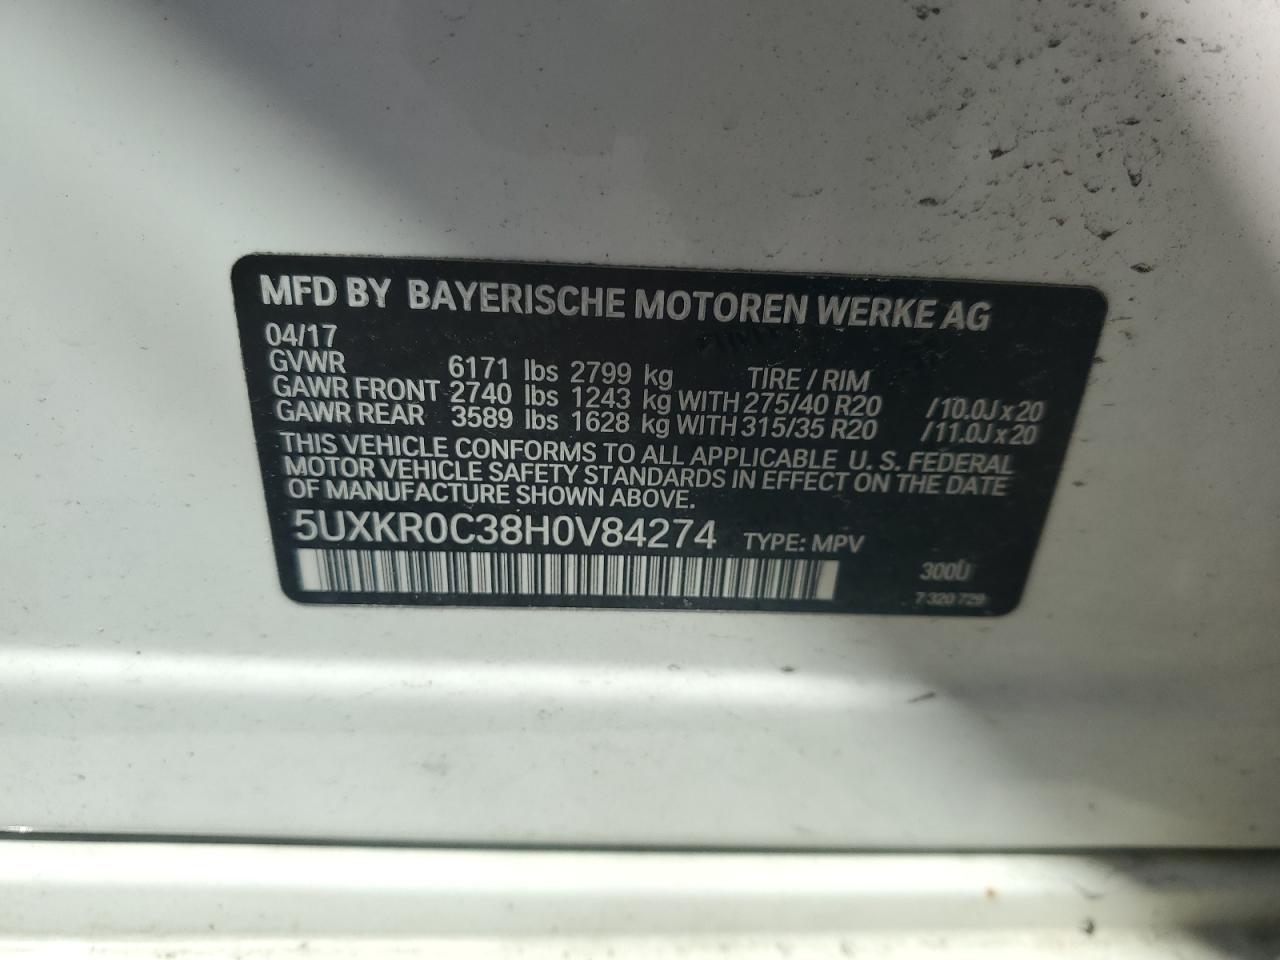 MFD BY BAYERISCHE MOTOREN WERKE AG
04/17
GVWR 6171 lbs 2799 kg TIRE / RIM
GAWR FRONT 2740 lbs 1243 kg WITH 275/40 R20 /10.0J x 20
GAWR REAR 3589 lbs 1628 kg WITH 315/35 R20 /11.0J x 20
THIS VEHICLE CONFORMS TO ALL APPLICABLE U. S. FEDERAL
MOTOR VEHICLE SAFETY STANDARDS IN EFFECT ON THE DATE
OF MANUFACTURE SHOWN ABOVE.
5UXKR0C38H0V84274 TYPE: MPV
300U
7 320 729